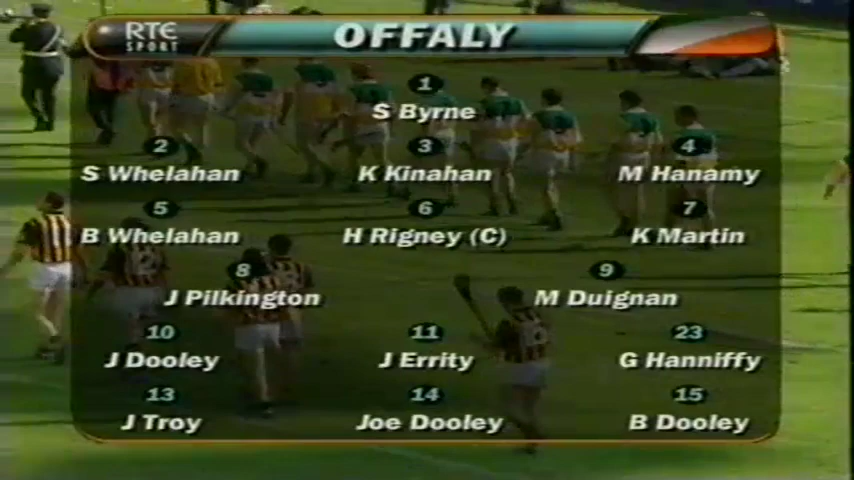 RTE
SPORT
OFFALY
1
S Byrne
2 3 4
S Whelahan K Kinahan M Hanamy
5 6 7
B Whelahan H Rigney (C) K Martin
8 9
J Pilkington M Duignan
10 11 23
J Dooley J Errity G Hanniffy
13 14 15
J Troy Joe Dooley B Dooley